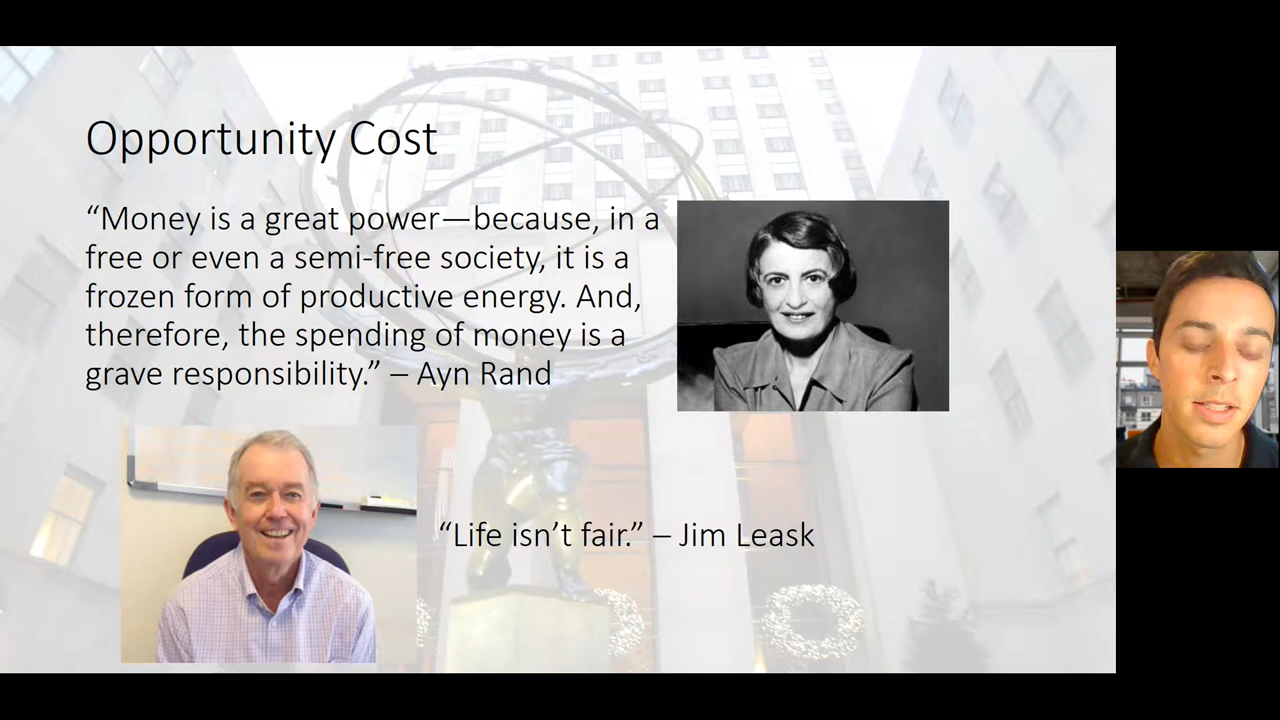 Opportunity Cost
“Money is a great power—because, in a
free or even a semi-free society, it is a
frozen form of productive energy. And,
therefore, the spending of money is a
grave responsibility.” – Ayn Rand
“Life isn’t fair.” – Jim Leask